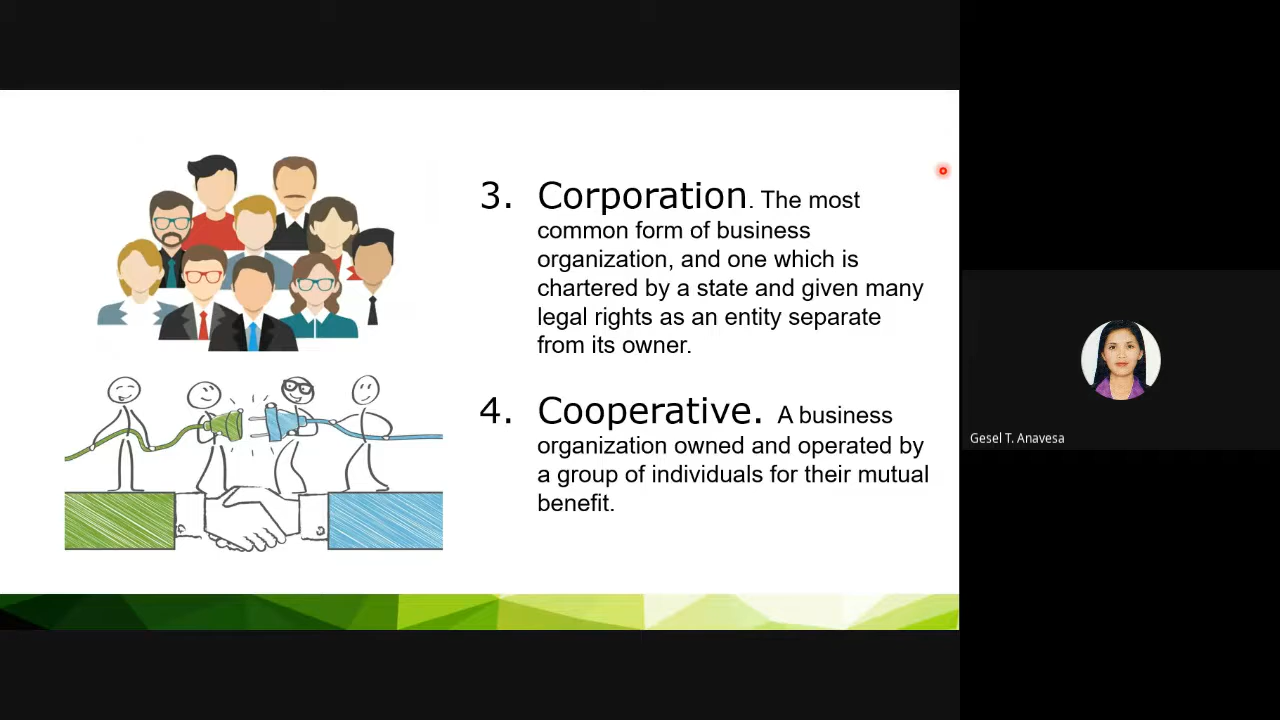 3. Corporation. The most
common form of business
organization, and one which is
chartered by a state and given many
legal rights as an entity separate
from its owner.
4. Cooperative. A business
organization owned and operated by
a group of individuals for their mutual
benefit.
Gesel T. Anavesa